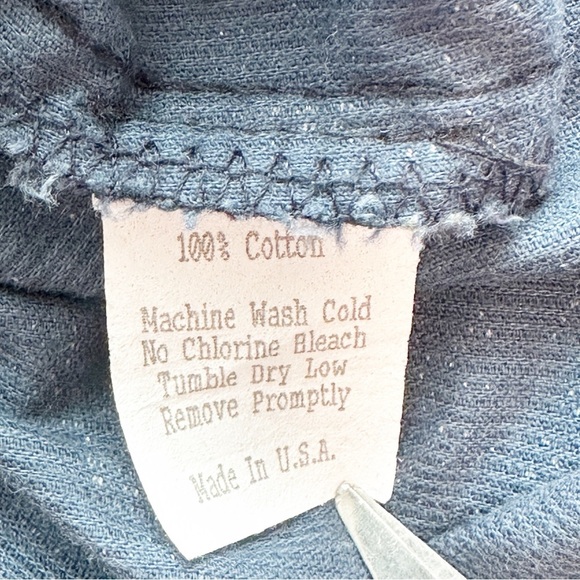 100% Cotton
Machine Wash Cold
No Chlorine Bleach
Tumble Dry Low
Remove Promptly
Made In U.S.A.